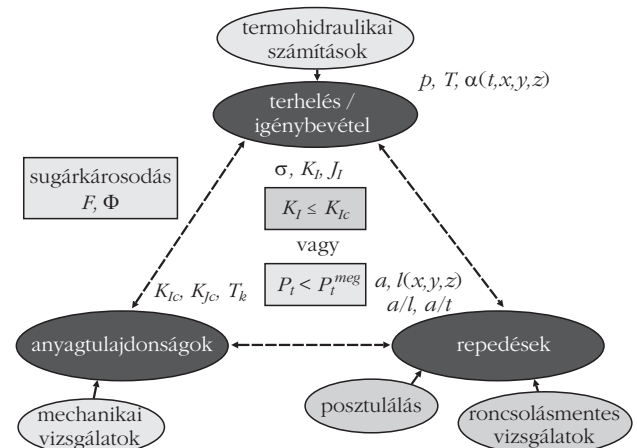 termohidraulikai
számítások
p, T, α(t,x,y,z)
terhelés /
igénybevétel
σ, K_I, J_I
sugárkárosodás
F, Φ
K_I ≤ K_Ic
vagy
P_t < P_t^meg
a, l(x,y,z)
a/l, a/t
K_Ic, K_Jc, T_k
anyagtulajdonságok
repedések
posztulálás
mechanikai
vizsgálatok
roncsolásmentes
vizsgálatok